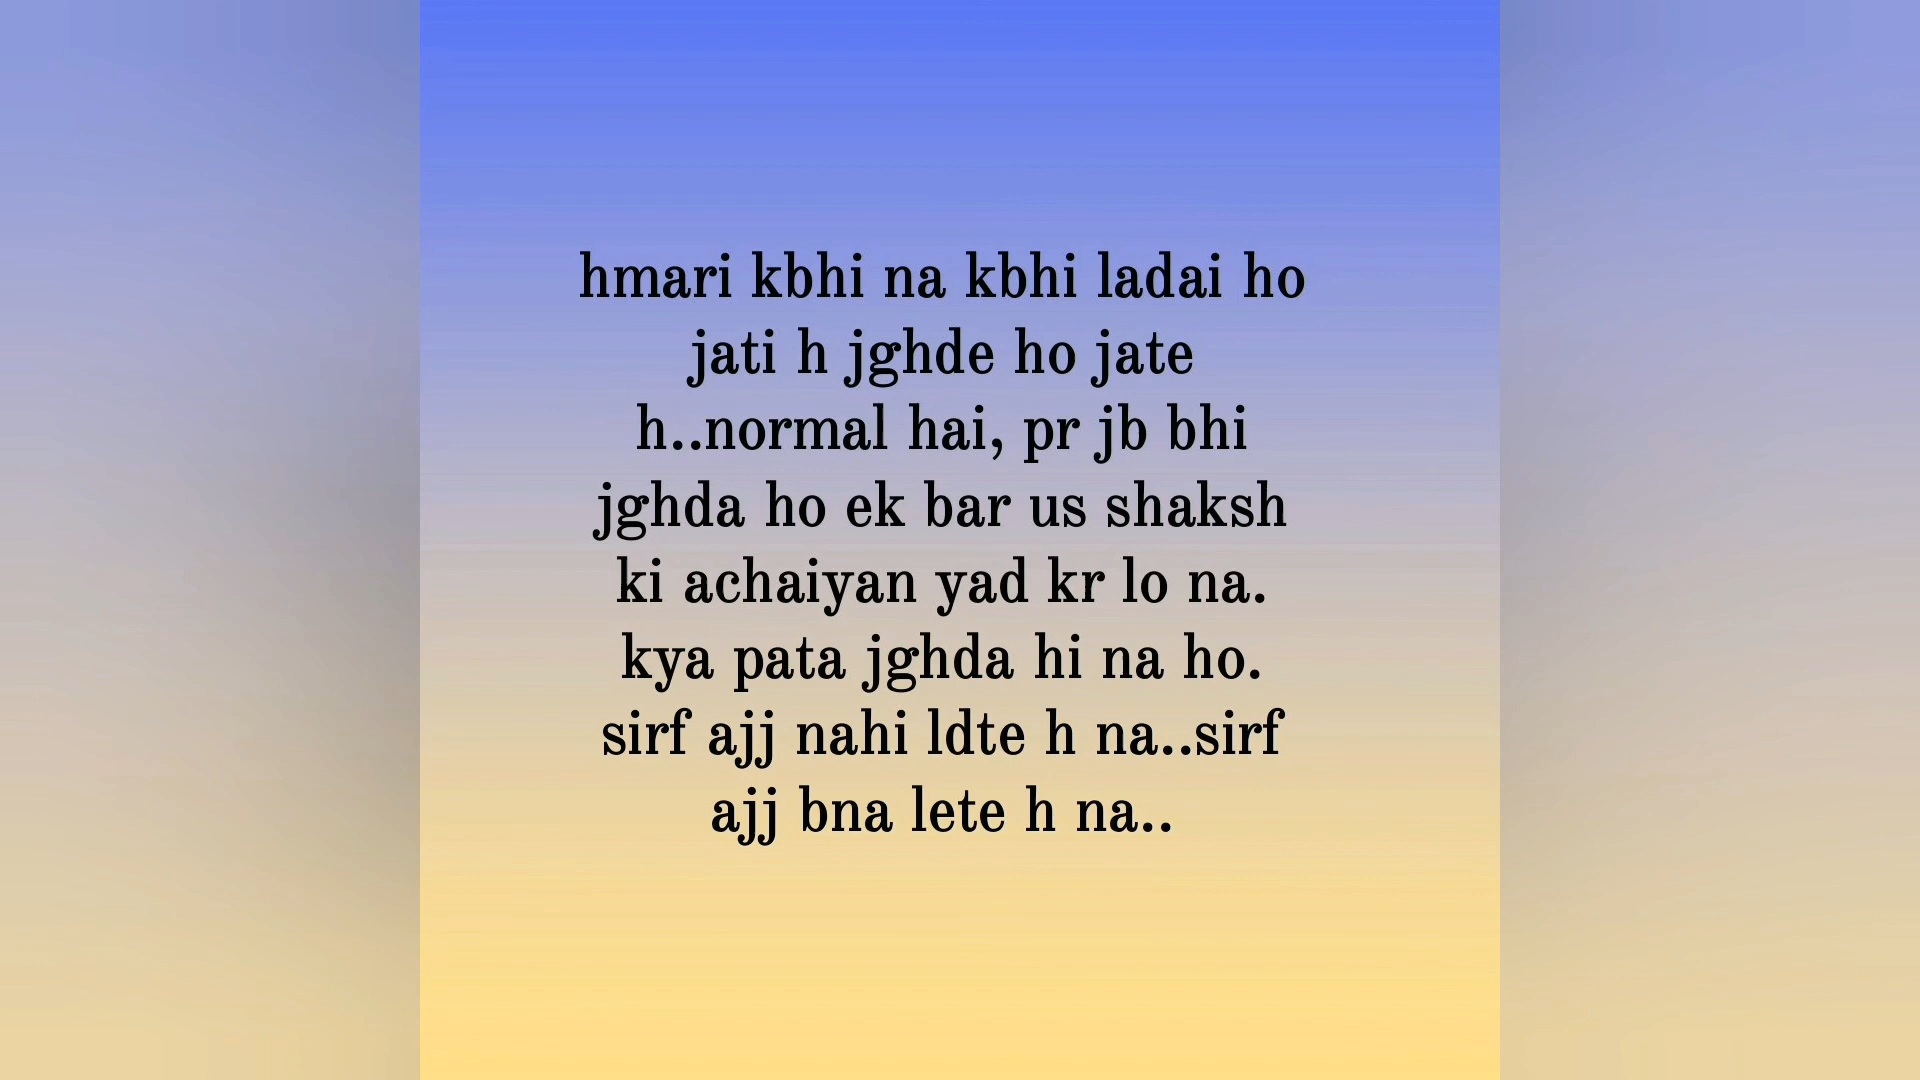 hmari kbhi na kbhi ladai ho
jati h jghde ho jate
h..normal hai, pr jb bhi
jghda ho ek bar us shaksh
ki achaiyan yad kr lo na.
kya pata jghda hi na ho.
sirf ajj nahi ldte h na..sirf
ajj bna lete h na..